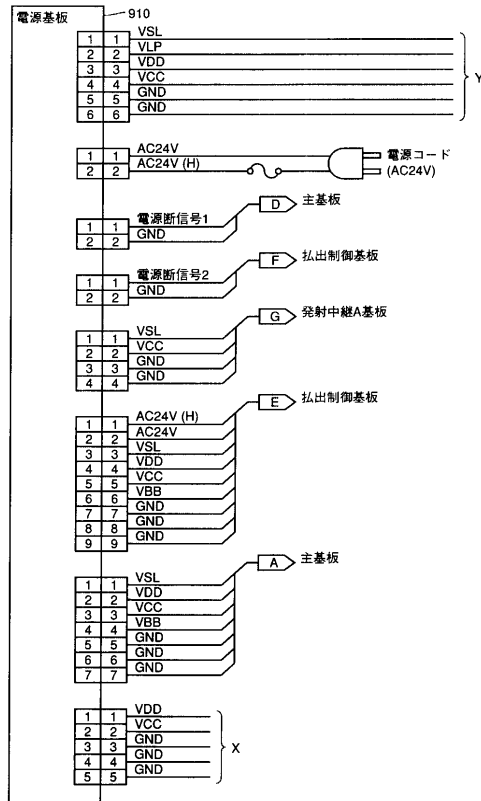 電源基板
910
1 1 VSL
2 2 VLP
3 3 VDD
4 4 VCC
5 5 GND
6 6 GND
Y
1 1 AC24V
2 2 AC24V (H)
電源コード
(AC24V)
D 主基板
1 1 電源断信号1
2 2 GND
F 払出制御基板
1 1 電源断信号2
2 2 GND
G 発射中継A基板
1 1 VSL
2 2 VCC
3 3 GND
4 4 GND
E 払出制御基板
1 1 AC24V (H)
2 2 AC24V
3 3 VSL
4 4 VDD
5 5 VCC
6 6 VBB
7 7 GND
8 8 GND
9 9 GND
A 主基板
1 1 VSL
2 2 VDD
3 3 VCC
4 4 VBB
5 5 GND
6 6 GND
7 7 GND
1 1 VDD
2 2 VCC
3 3 GND
4 4 GND
5 5 GND
X